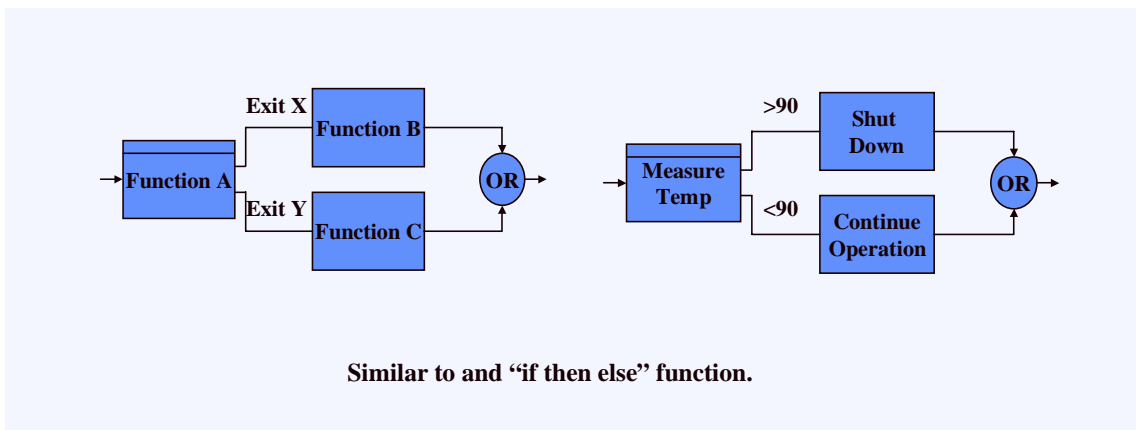 Exit X
Function B
Function A
OR
Exit Y
Function C
>90
Shut
Down
Measure
Temp
OR
<90
Continue
Operation
Similar to and “if then else” function.